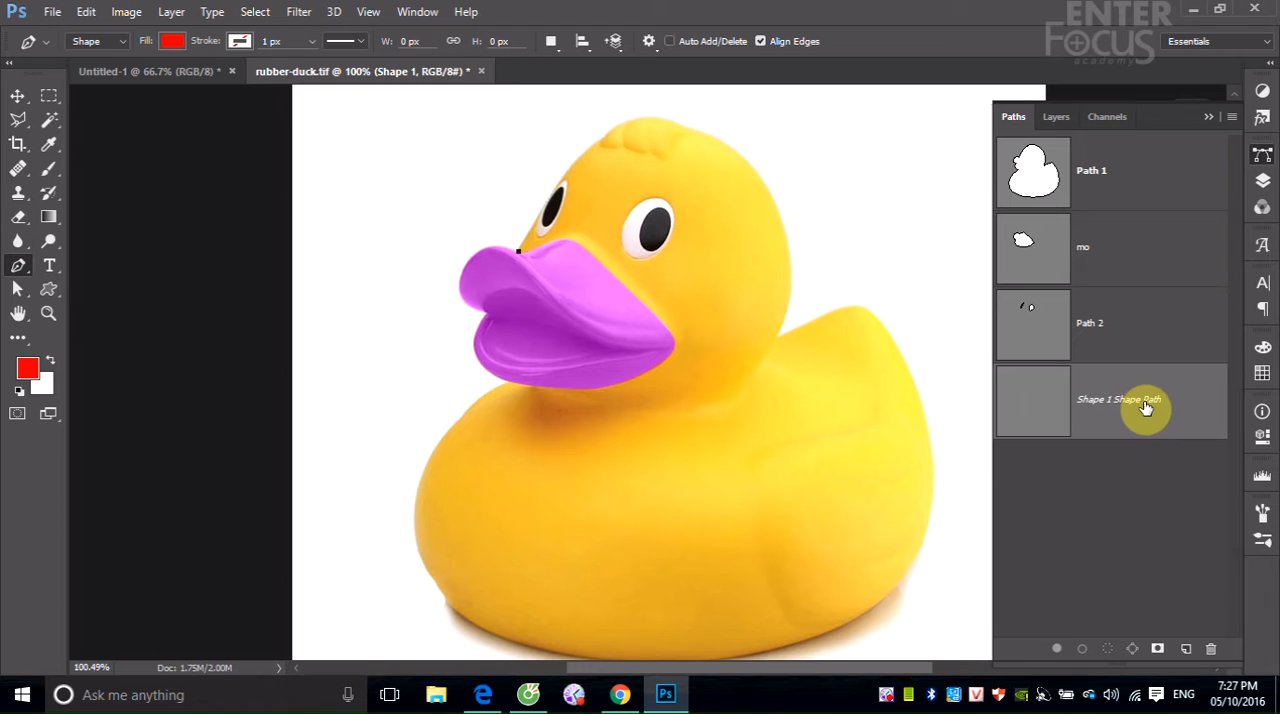 Ps File Edit Image Layer Type Select Filter 3D View Window Help
ENTER
FOCUS
academy
Shape Fill: Stroke: 1 px W: 0 px H: 0 px Auto Add/Delete Align Edges Essentials
Untitled-1 @ 66.7% (RGB/8) * × rubber-duck.tif @ 100% (Shape 1, RGB/8#) * ×
Paths Layers Channels
Path 1
mo
Path 2
Shape 1 Shape Path
100.49% Doc: 1.75M/2.00M
Ask me anything
ENG
7:27 PM
05/10/2016